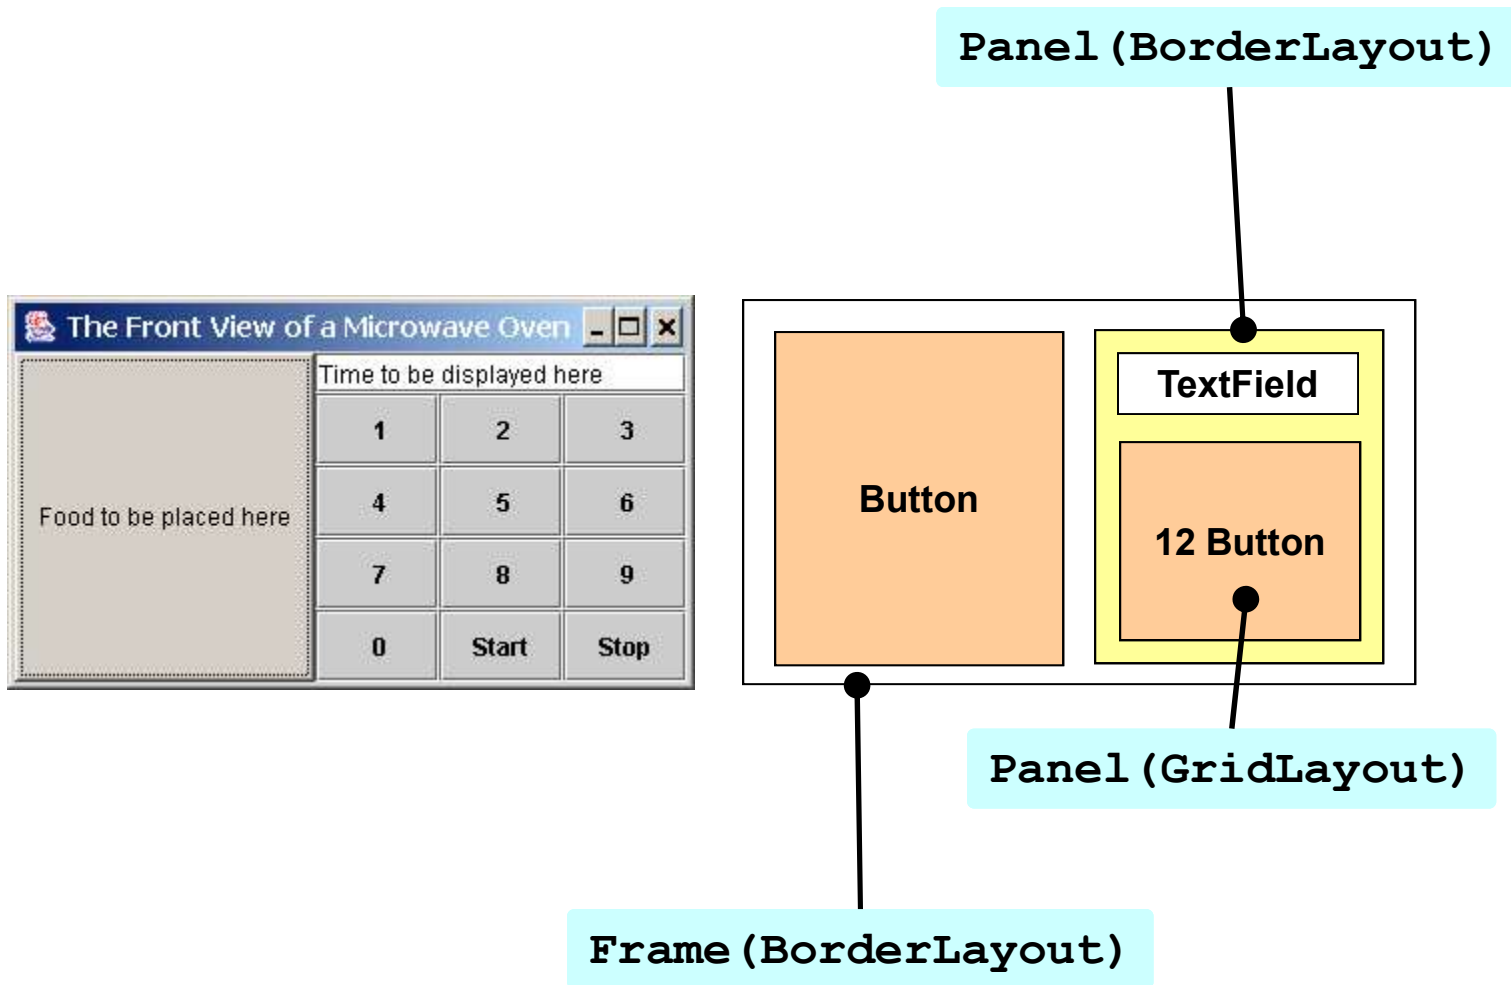 Panel(BorderLayout)
The Front View of a Microwave Oven
Time to be displayed here
1 2 3
4 5 6
Food to be placed here
7 8 9
0 Start Stop
TextField
Button
12 Button
Panel(GridLayout)
Frame(BorderLayout)